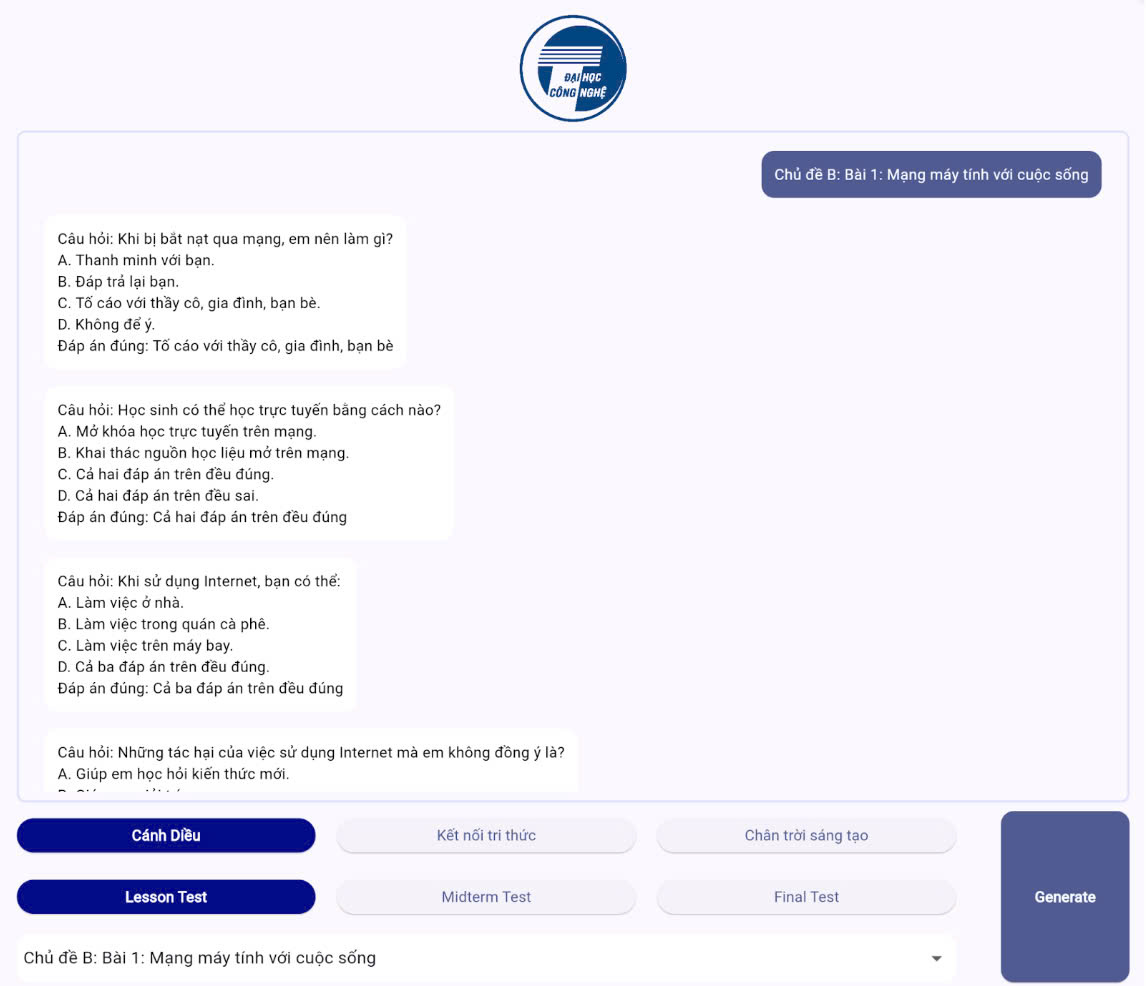 ĐẠI HỌC
CÔNG NGHỆ
Chủ đề B: Bài 1: Mạng máy tính với cuộc sống
Câu hỏi: Khi bị bắt nạt qua mạng, em nên làm gì?
A. Thanh minh với bạn.
B. Đáp trả lại bạn.
C. Tố cáo với thầy cô, gia đình, bạn bè.
D. Không để ý.
Đáp án đúng: Tố cáo với thầy cô, gia đình, bạn bè
Câu hỏi: Học sinh có thể học trực tuyến bằng cách nào?
A. Mở khóa học trực tuyến trên mạng.
B. Khai thác nguồn học liệu mở trên mạng.
C. Cả hai đáp án trên đều đúng.
D. Cả hai đáp án trên đều sai.
Đáp án đúng: Cả hai đáp án trên đều đúng
Câu hỏi: Khi sử dụng Internet, bạn có thể:
A. Làm việc ở nhà.
B. Làm việc trong quán cà phê.
C. Làm việc trên máy bay.
D. Cả ba đáp án trên đều đúng.
Đáp án đúng: Cả ba đáp án trên đều đúng
Câu hỏi: Những tác hại của việc sử dụng Internet mà em không đồng ý là?
A. Giúp em học hỏi kiến thức mới.
Cánh Diều
Kết nối tri thức
Chân trời sáng tạo
Lesson Test
Midterm Test
Final Test
Generate
Chủ đề B: Bài 1: Mạng máy tính với cuộc sống